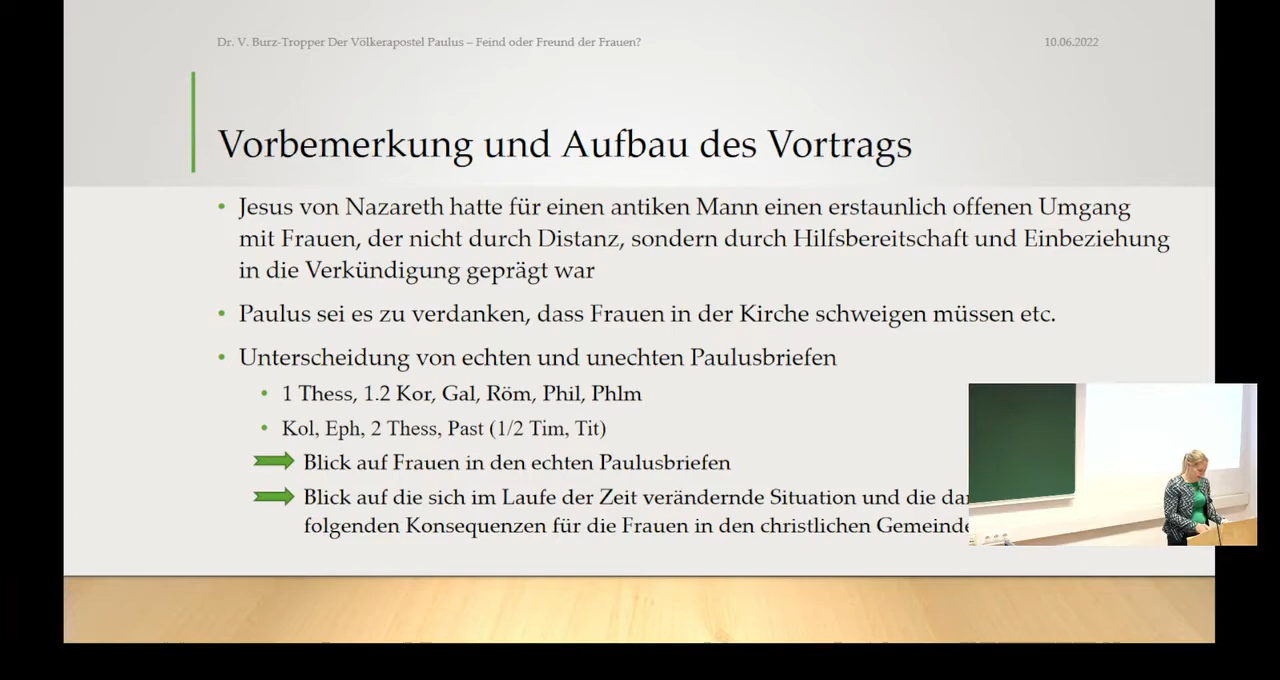 Dr. V. Burz-Tropper Der Völkerapostel Paulus – Feind oder Freund der Frauen?
10.06.2022
Vorbemerkung und Aufbau des Vortrags
• Jesus von Nazareth hatte für einen antiken Mann einen erstaunlich offenen Umgang
mit Frauen, der nicht durch Distanz, sondern durch Hilfsbereitschaft und Einbeziehung
in die Verkündigung geprägt war
• Paulus sei es zu verdanken, dass Frauen in der Kirche schweigen müssen etc.
• Unterscheidung von echten und unechten Paulusbriefen
• 1 Thess, 1.2 Kor, Gal, Röm, Phil, Phlm
• Kol, Eph, 2 Thess, Past (1/2 Tim, Tit)
Blick auf Frauen in den echten Paulusbriefen
Blick auf die sich im Laufe der Zeit verändernde Situation und die
folgenden Konsequenzen für die Frauen in den christlichen